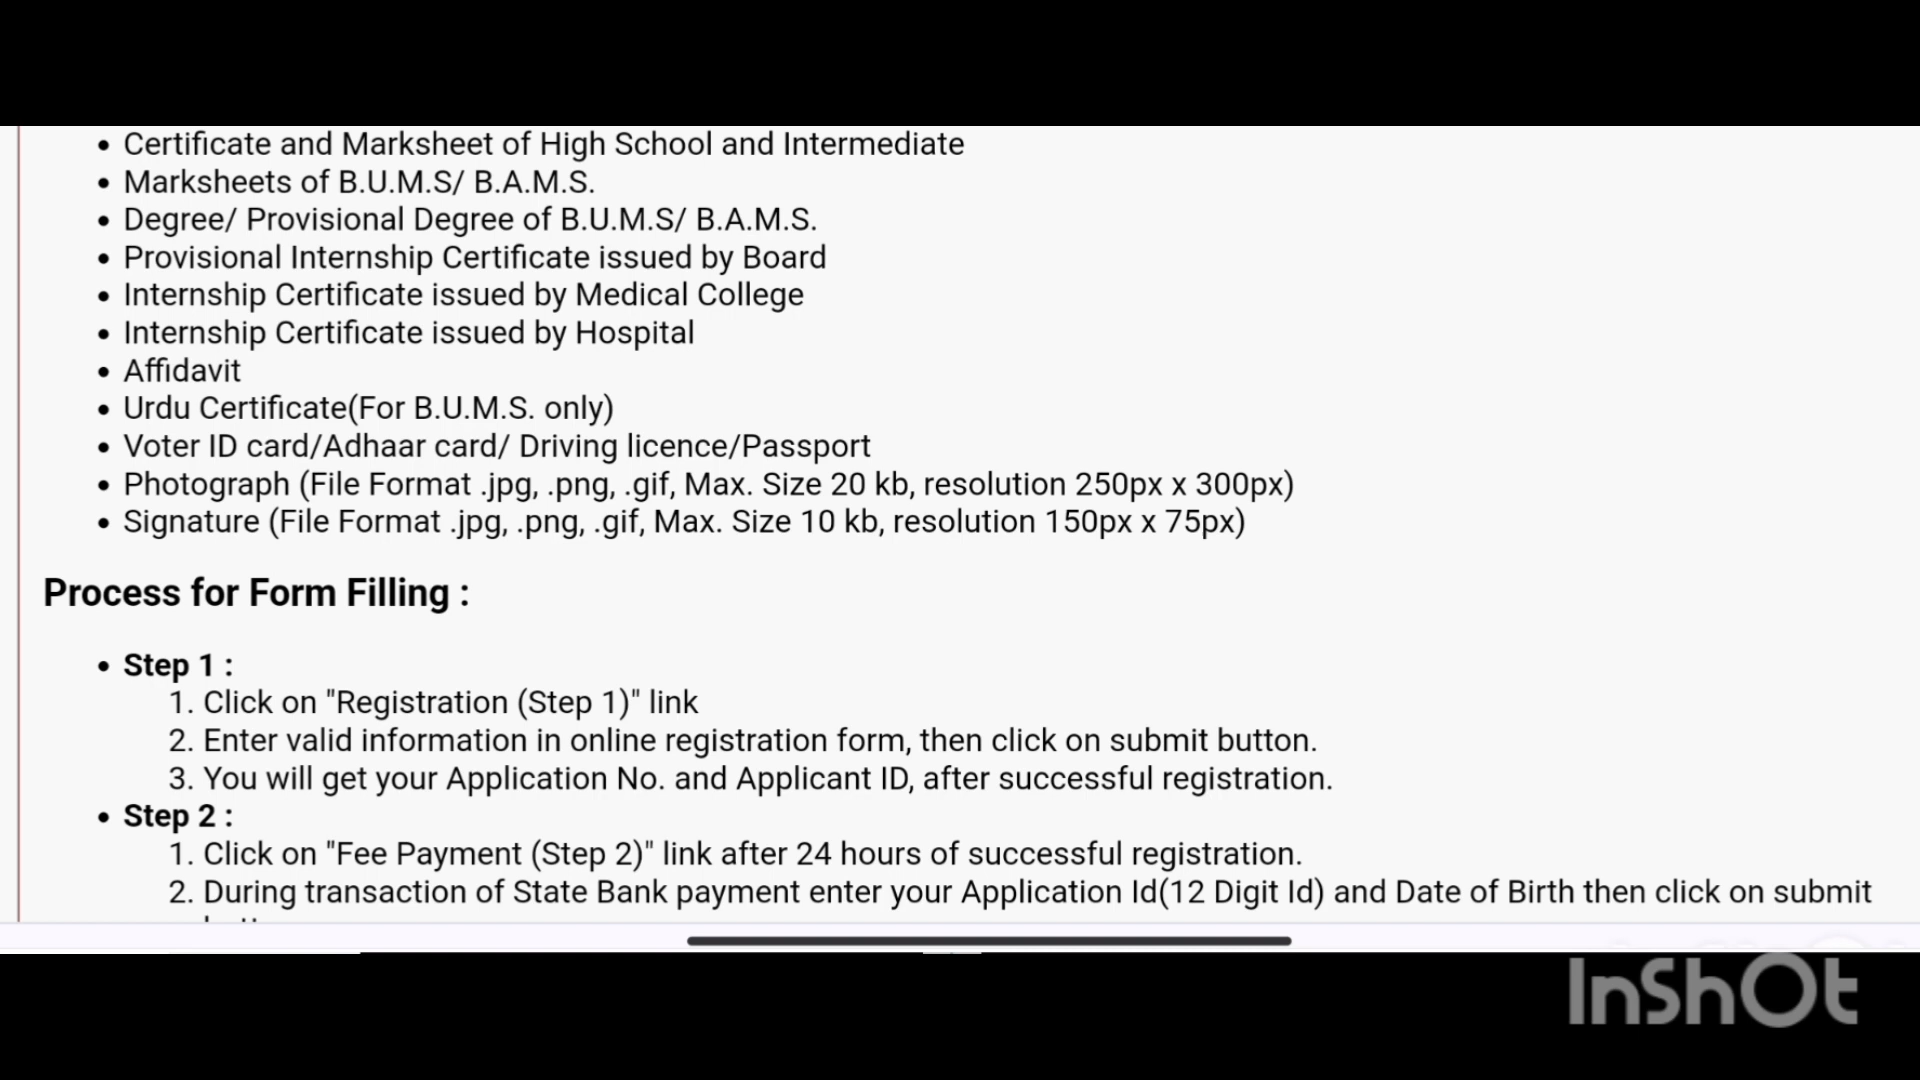 • Certificate and Marksheet of High School and Intermediate
• Marksheets of B.U.M.S/ B.A.M.S.
• Degree/ Provisional Degree of B.U.M.S/ B.A.M.S.
• Provisional Internship Certificate issued by Board
• Internship Certificate issued by Medical College
• Internship Certificate issued by Hospital
• Affidavit
• Urdu Certificate(For B.U.M.S. only)
• Voter ID card/Adhaar card/ Driving licence/Passport
• Photograph (File Format .jpg, .png, .gif, Max. Size 20 kb, resolution 250px x 300px)
• Signature (File Format .jpg, .png, .gif, Max. Size 10 kb, resolution 150px x 75px)
Process for Form Filling :
• Step 1 :
1. Click on "Registration (Step 1)" link
2. Enter valid information in online registration form, then click on submit button.
3. You will get your Application No. and Applicant ID, after successful registration.
• Step 2 :
1. Click on "Fee Payment (Step 2)" link after 24 hours of successful registration.
2. During transaction of State Bank payment enter your Application Id(12 Digit Id) and Date of Birth then click on submit
InShOt